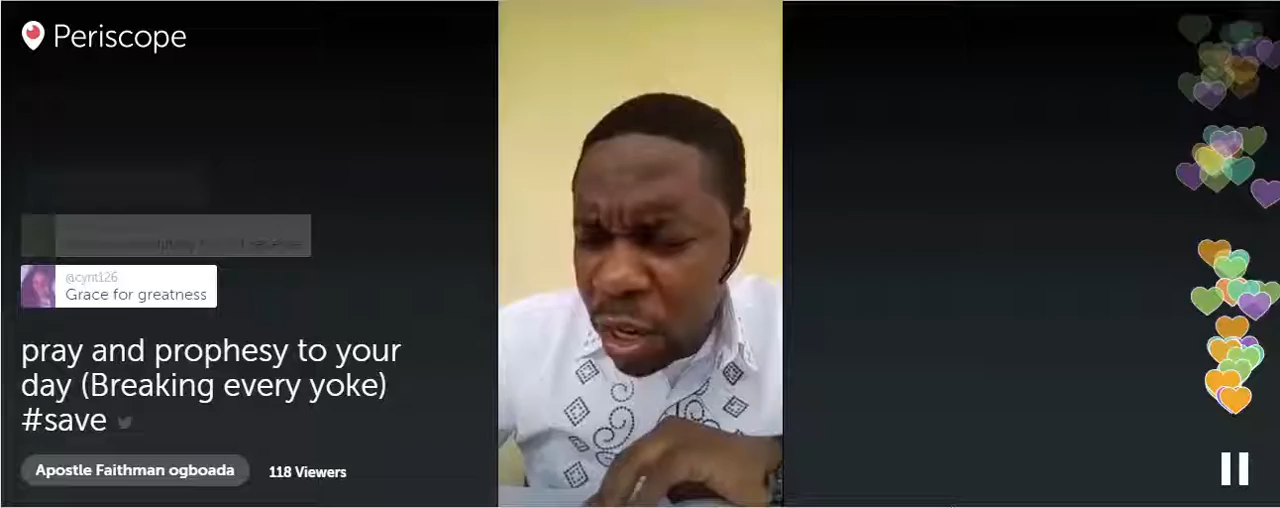 Periscope
@cynt126
Grace for greatness
pray and prophesy to your
day (Breaking every yoke)
#save
Apostle Faithman ogboada
118 Viewers